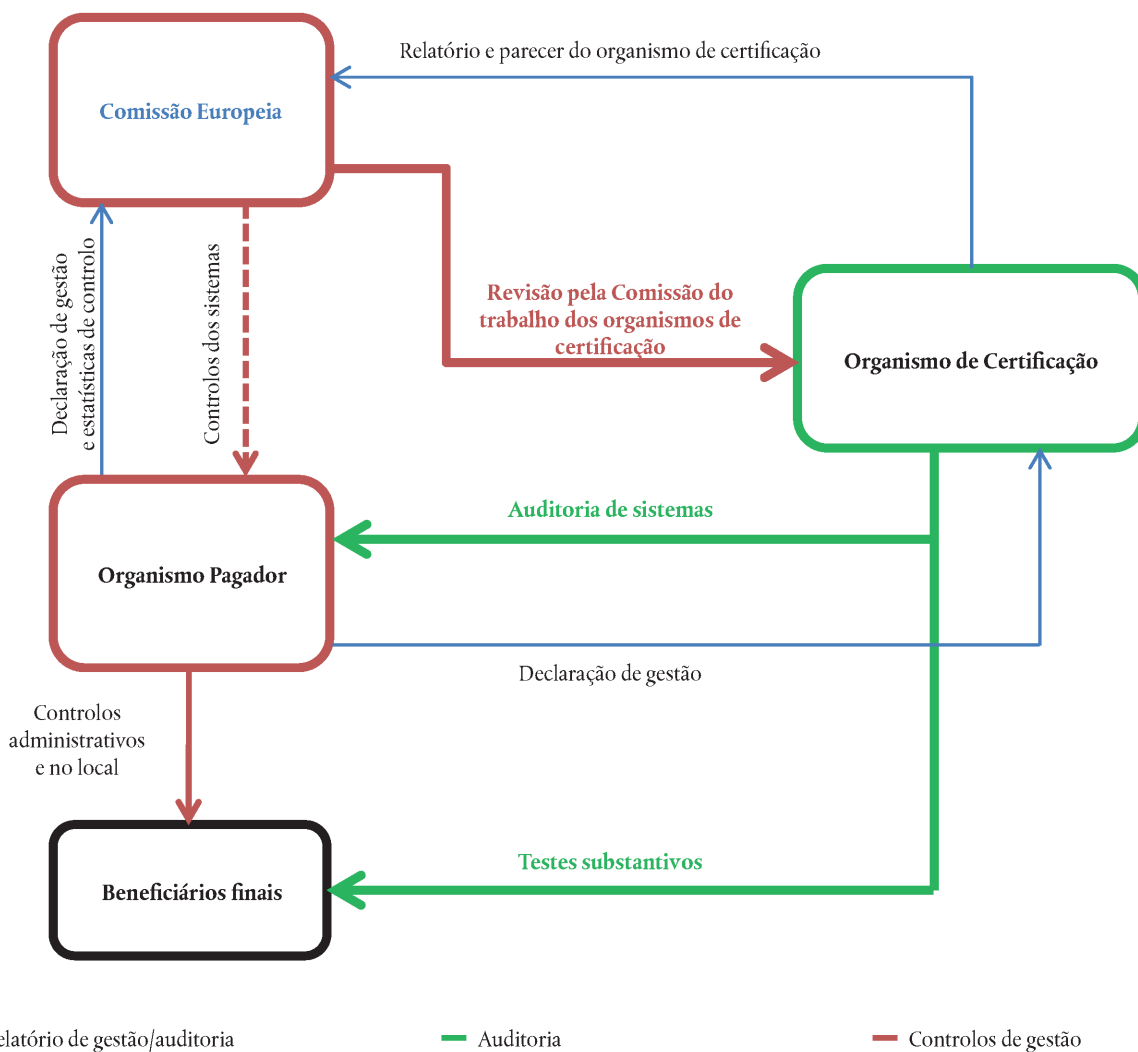 Relatório e parecer do organismo de certificação
Comissão Europeia
Declaração de gestão
e estatísticas de controlo
Controlos dos sistemas
Revisão pela Comissão do
trabalho dos organismos de
certificação
Organismo de Certificação
Auditoria de sistemas
Organismo Pagador
Declaração de gestão
Controlos
administrativos
e no local
Testes substantivos
Beneficiários finais
elatório de gestão/auditoria
Auditoria
Controlos de gestão